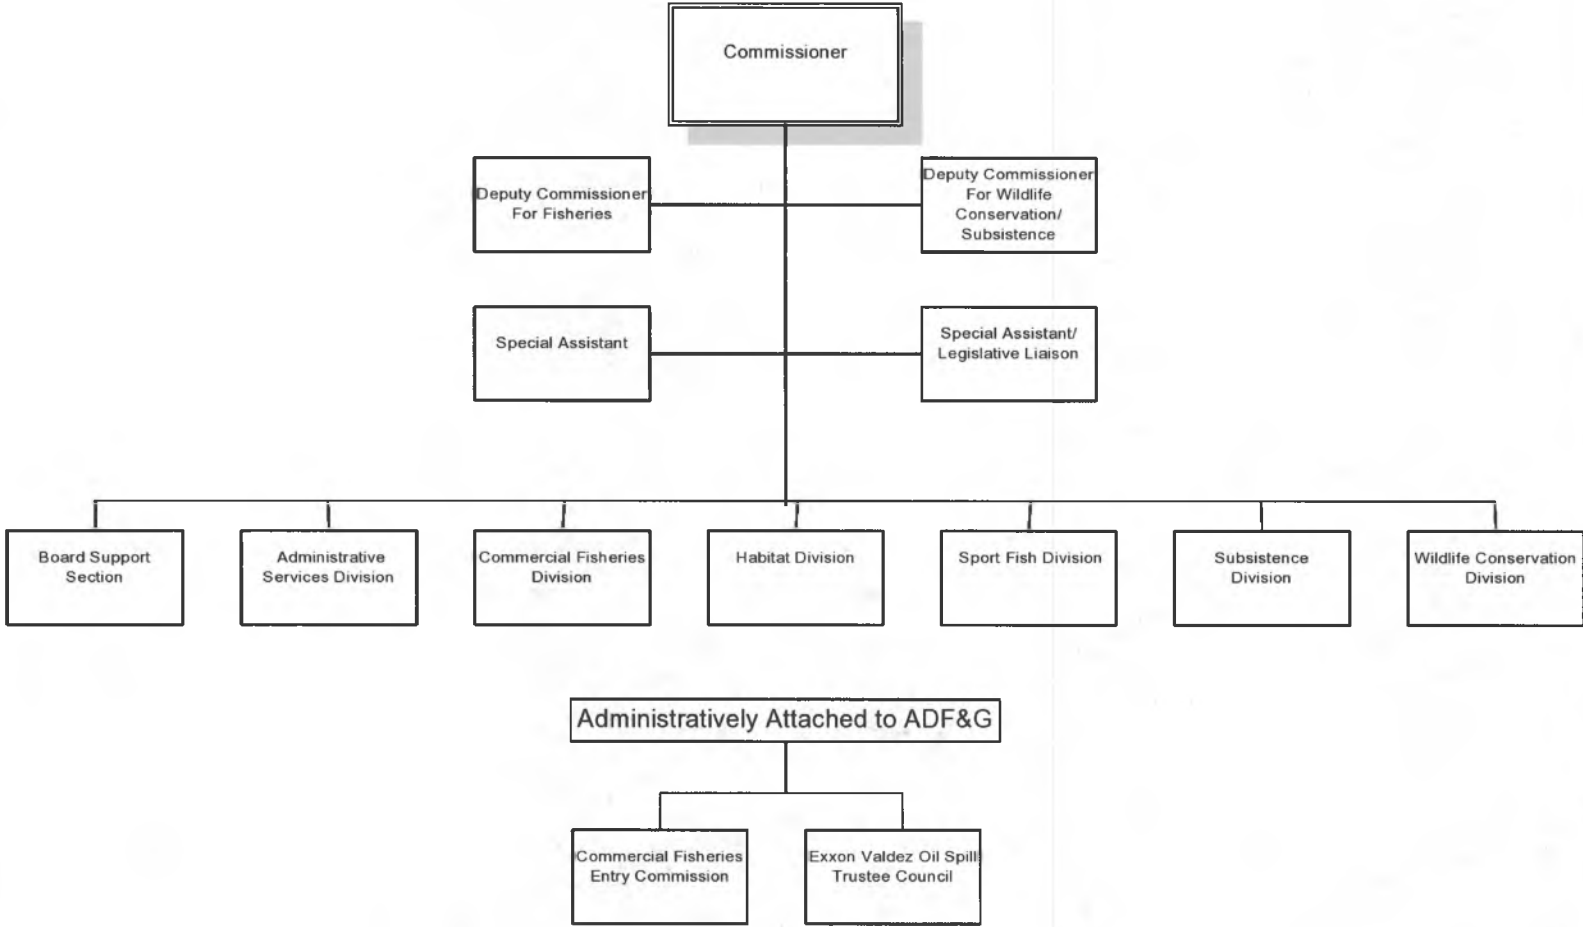 Commissioner
Deputy Commissioner
For Fisheries
Deputy Commissioner
For Wildlife
Conservation/
Subsistence
Special Assistant
Special Assistant/
Legislative Liaison
Board Support
Section
Administrative
Services Division
Commercial Fisheries
Division
Habitat Division
Sport Fish Division
Subsistence
Division
Wildlife Conservation
Division
Administratively Attached to ADF&G
Commercial Fisheries
Entry Commission
Exxon Valdez Oil Spill
Trustee Council